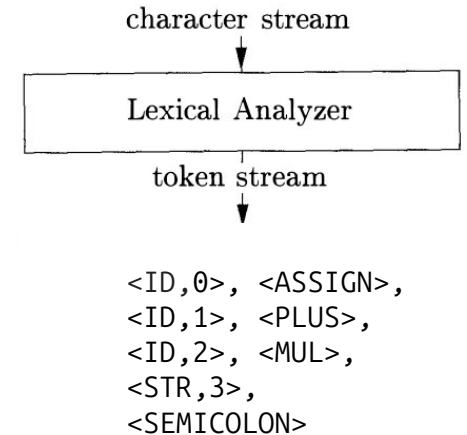 character stream
Lexical Analyzer
token stream
<ID,0>, <ASSIGN>,
<ID,1>, <PLUS>,
<ID,2>, <MUL>,
<STR,3>,
<SEMICOLON>